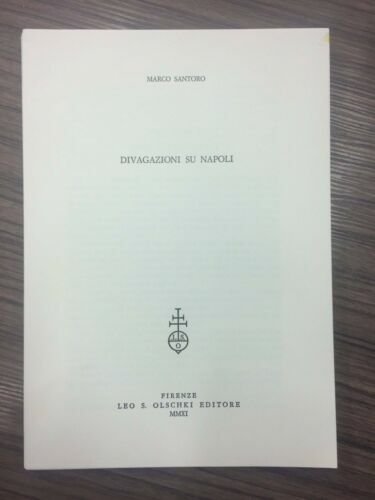 MARCO SANTORO
DIVAGAZIONI SU NAPOLI
L S
O
FIRENZE
LEO S. OLSCHKI EDITORE
MMXI